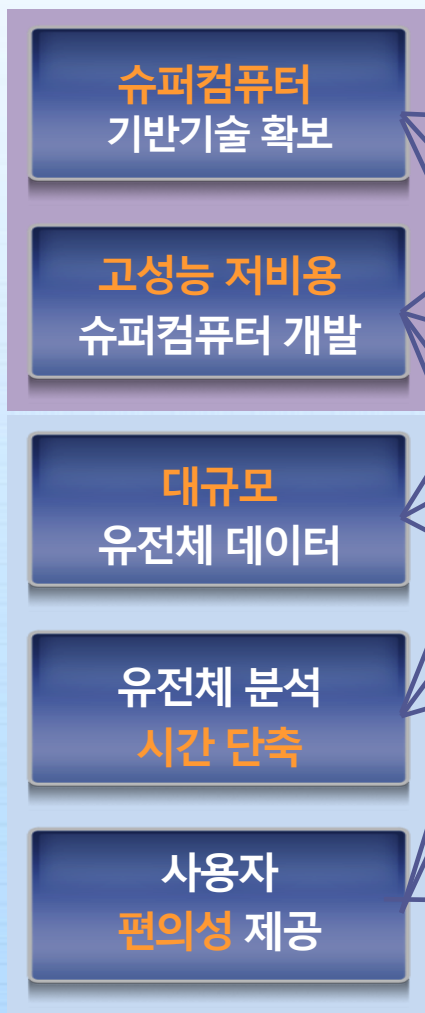 슈퍼컴퓨터
기반기술 확보
고성능 저비용
슈퍼컴퓨터 개발
대규모
유전체 데이터
유전체 분석
시간 단축
사용자
편의성 제공